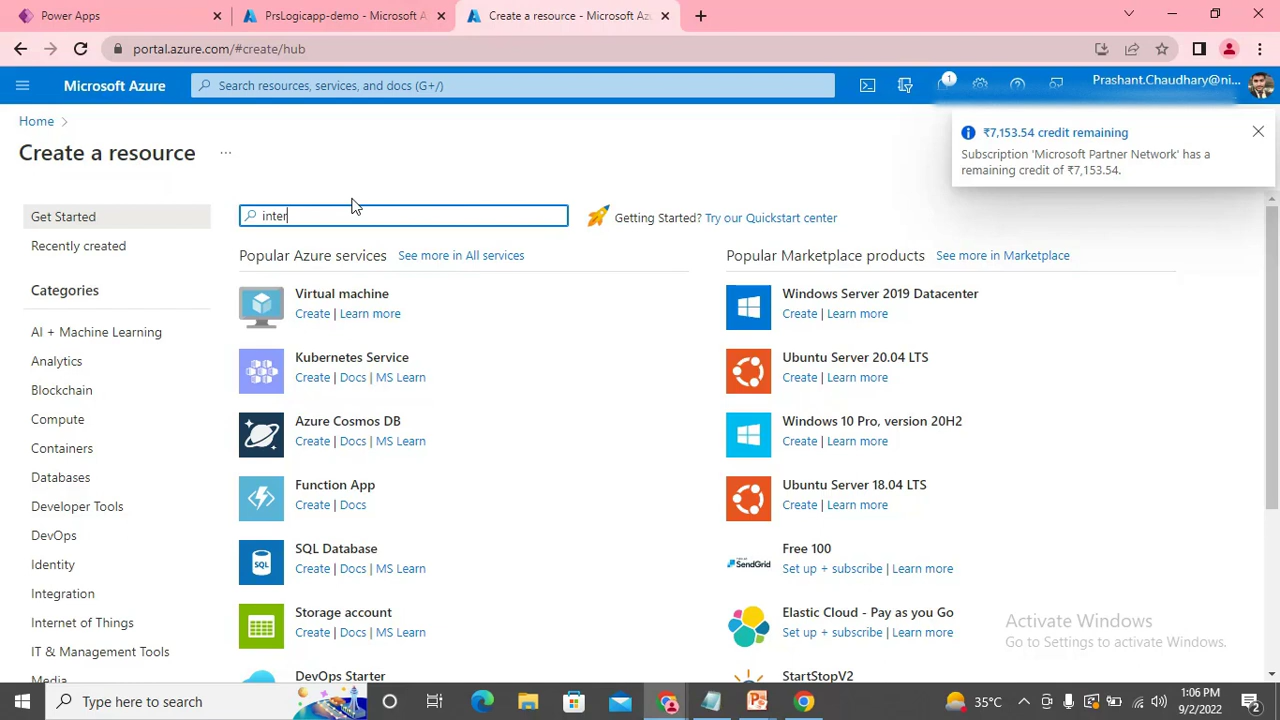 Power Apps
PrsLogicapp-demo - Microsoft A
Create a resource - Microsoft Azu
portal.azure.com/#create/hub
Microsoft Azure
Search resources, services, and docs (G+/)
1
Prashant.Chaudhary@ni...
Home
Create a resource
₹7,153.54 credit remaining
Subscription 'Microsoft Partner Network' has a
remaining credit of ₹7,153.54.
Get Started
Recently created
Categories
AI + Machine Learning
Analytics
Blockchain
Compute
Containers
Databases
Developer Tools
DevOps
Identity
Integration
Internet of Things
IT & Management Tools
Media
inter
Getting Started? Try our Quickstart center
Popular Azure services See more in All services
Virtual machine
Create | Learn more
Kubernetes Service
Create | Docs | MS Learn
Azure Cosmos DB
Create | Docs | MS Learn
Function App
Create | Docs
SQL Database
Create | Docs | MS Learn
Storage account
Create | Docs | MS Learn
DevOps Starter
Popular Marketplace products See more in Marketplace
Windows Server 2019 Datacenter
Create | Learn more
Ubuntu Server 20.04 LTS
Create | Learn more
Windows 10 Pro, version 20H2
Create | Learn more
Ubuntu Server 18.04 LTS
Create | Learn more
SendGrid
Free 100
Set up + subscribe | Learn more
Elastic Cloud - Pay as you Go
Set up + subscribe | Learn more
StartStopV2
Activate Windows
Go to Settings to activate Windows.
Type here to search
35°C
1:06 PM
9/2/2022
2